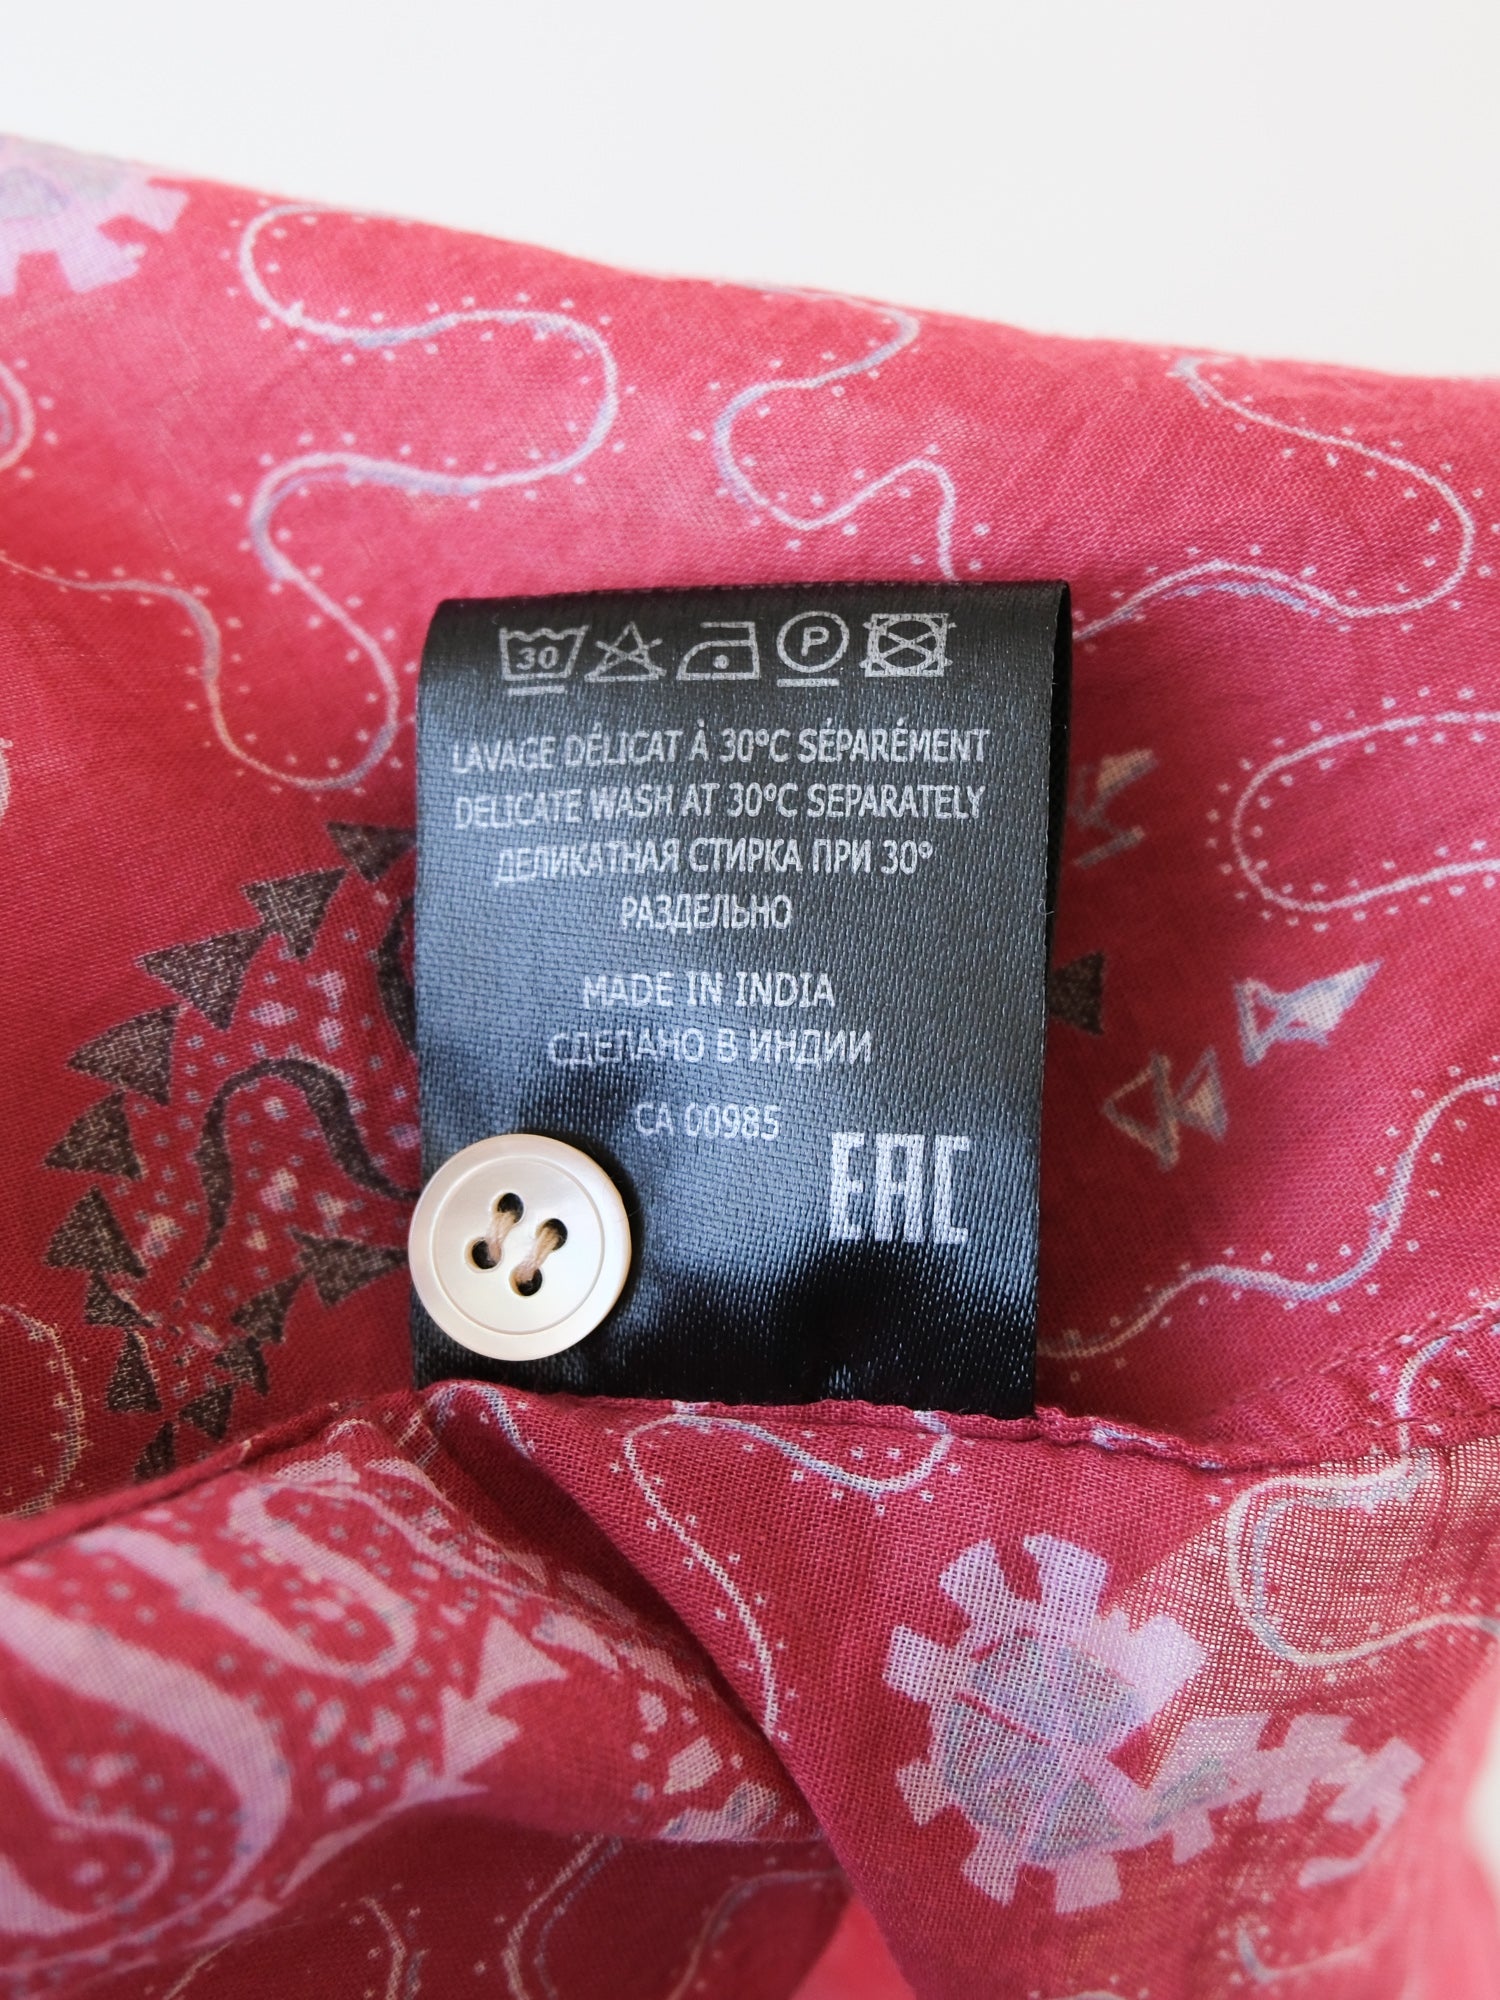 30 P
LAVAGE DÉLICAT À 30°C SÉPARÉMENT
DELICATE WASH AT 30°C SEPARATELY
ДЕЛИКАТНАЯ СТИРКА ПРИ 30°
РАЗДЕЛЬНО
MADE IN INDIA
СДЕЛАНО В ИНДИИ
CA 00985
EAC